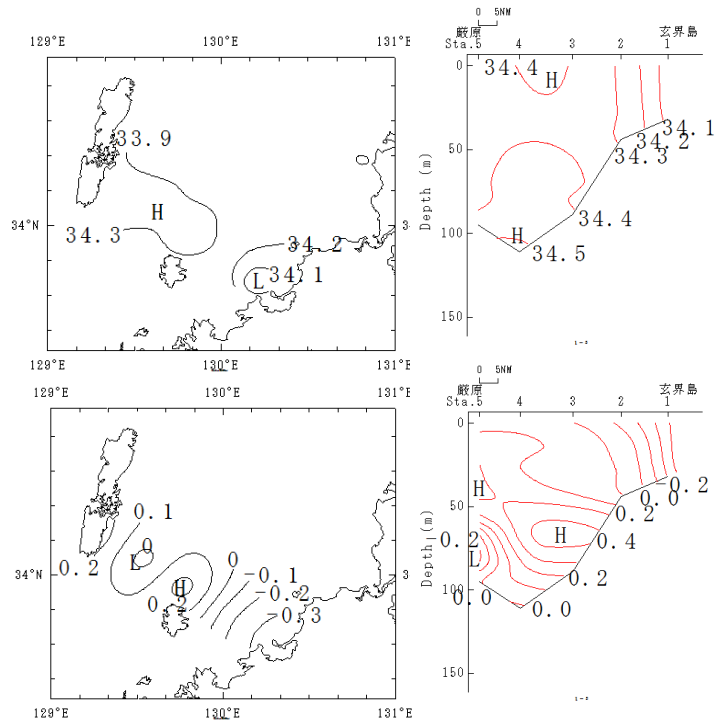 129°E 130°E 131°E
33.9
H
34°N
34.3
34.2
34.1
L
129°E 130°E 131°E
0 5NM
厳原 玄界島
Sta.5 4 3 2 1
0
50
100
150
Depth (m)
34.4
H
34.1
34.2
34.3
34.4
H
34.5
129°E 130°E 131°E
0.1
0
L
0.2
34°N
H
0.2
0
-0.1
-0.2
-0.3
129°E 130°E 131°E
0 5NM
厳原 玄界島
Sta.5 4 3 2 1
0
50
100
150
Depth (m)
H
-0.2
0.0
0.2
0.2
H
0.4
L
0.2
0.0
0.0